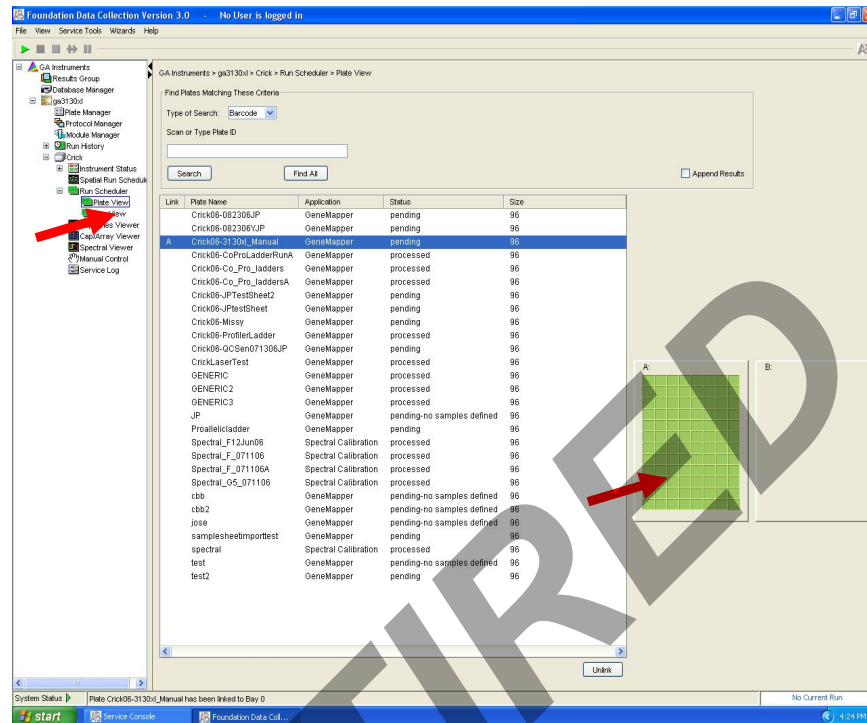 Foundation Data Collection Version 3.0 - No User is logged in
File View Service Tools Wizards Help
GA Instruments
Results Group
Database Manager
ga3130xl
Plate Manager
Protocol Manager
Module Manager
Run History
Crick
Instrument Status
Spatial Run Schedule
Run Scheduler
Plate View
View
Viewer
Cap/Array Viewer
Spectral Viewer
Manual Control
Service Log
GA Instruments > ga3130xl > Crick > Run Scheduler > Plate View
Find Plates Matching These Criteria
Type of Search: Barcode
Scan or Type Plate ID
Search Find All Append Results
Link Plate Name Application Status Size
Crick06-082306JP GeneMapper pending 96
Crick06-082306YJP GeneMapper pending 96
A Crick06-3130xl_Manual GeneMapper pending 96
Crick06-CoProLadderRunA GeneMapper processed 96
Crick06-Co_Pro_ladders GeneMapper processed 96
Crick06-Co_Pro_laddersA GeneMapper processed 96
Crick06-JPTestSheet2 GeneMapper pending 96
Crick06-JPtestSheet GeneMapper pending 96
Crick06-Missy GeneMapper pending 96
Crick06-ProfilerLadder GeneMapper processed 96
Crick06-QCSen071306JP GeneMapper pending 96
CrickLaserTest GeneMapper processed 96
GENERIC GeneMapper processed 96
GENERIC2 GeneMapper processed 96
GENERIC3 GeneMapper processed 96
JP GeneMapper pending-no samples defined 96
Proallelicladder GeneMapper pending 96
Spectral_F12Jun06 Spectral Calibration processed 96
Spectral_F_071106 Spectral Calibration processed 96
Spectral_F_071106A Spectral Calibration processed 96
Spectral_G5_071106 Spectral Calibration processed 96
cbb GeneMapper pending-no samples defined 96
cbb2 GeneMapper pending-no samples defined 96
jose GeneMapper pending-no samples defined 96
samplesheetimporttest GeneMapper pending 96
spectral Spectral Calibration processed 96
test GeneMapper pending-no samples defined 96
test2 GeneMapper pending 96
A: B:
Unlink
System Status Plate Crick06-3130xl_Manual has been linked to Bay 0 No Current Run
start Service Console Foundation Data Coll... 4:24 PM
RETIRED